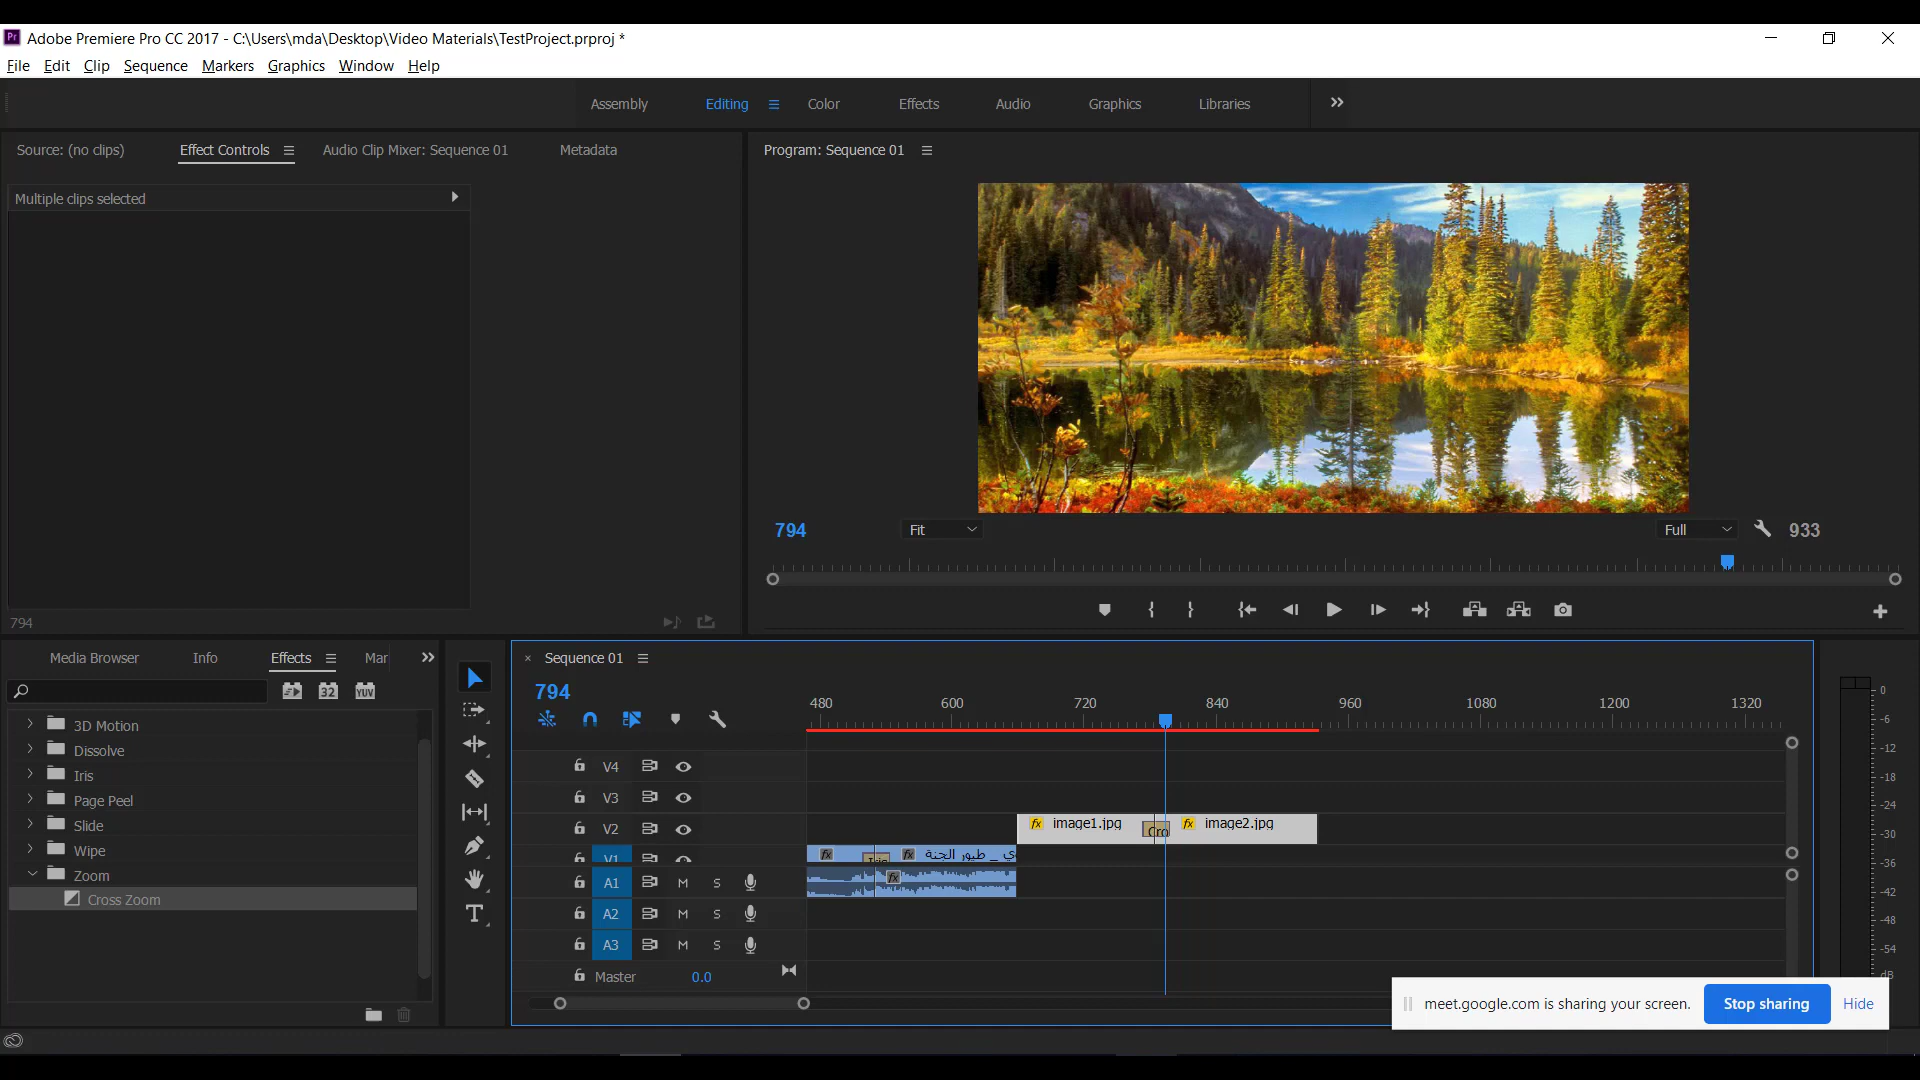 Adobe Premiere Pro CC 2017 - C:\Users\mda\Desktop\Video Materials\TestProject.prproj *
File Edit Clip Sequence Markers Graphics Window Help
Assembly Editing Color Effects Audio Graphics Libraries
Source: (no clips) Effect Controls Audio Clip Mixer: Sequence 01 Metadata
Program: Sequence 01
Multiple clips selected
794 Fit Full 933
794
Media Browser Info Effects Mar
32 YUV
3D Motion
Dissolve
Iris
Page Peel
Slide
Wipe
Zoom
Cross Zoom
Sequence 01
794
480 600 720 840 960 1080 1200 1320
V4
V3
V2 fx image1.jpg Cro fx image2.jpg
V1 fx Iris fx ي _ طيور الجنة
A1 M S fx
A2 M S
A3 M S
Master 0.0
0
-6
-12
-18
-24
-30
-36
-42
-48
-54
dB
meet.google.com is sharing your screen. Stop sharing Hide